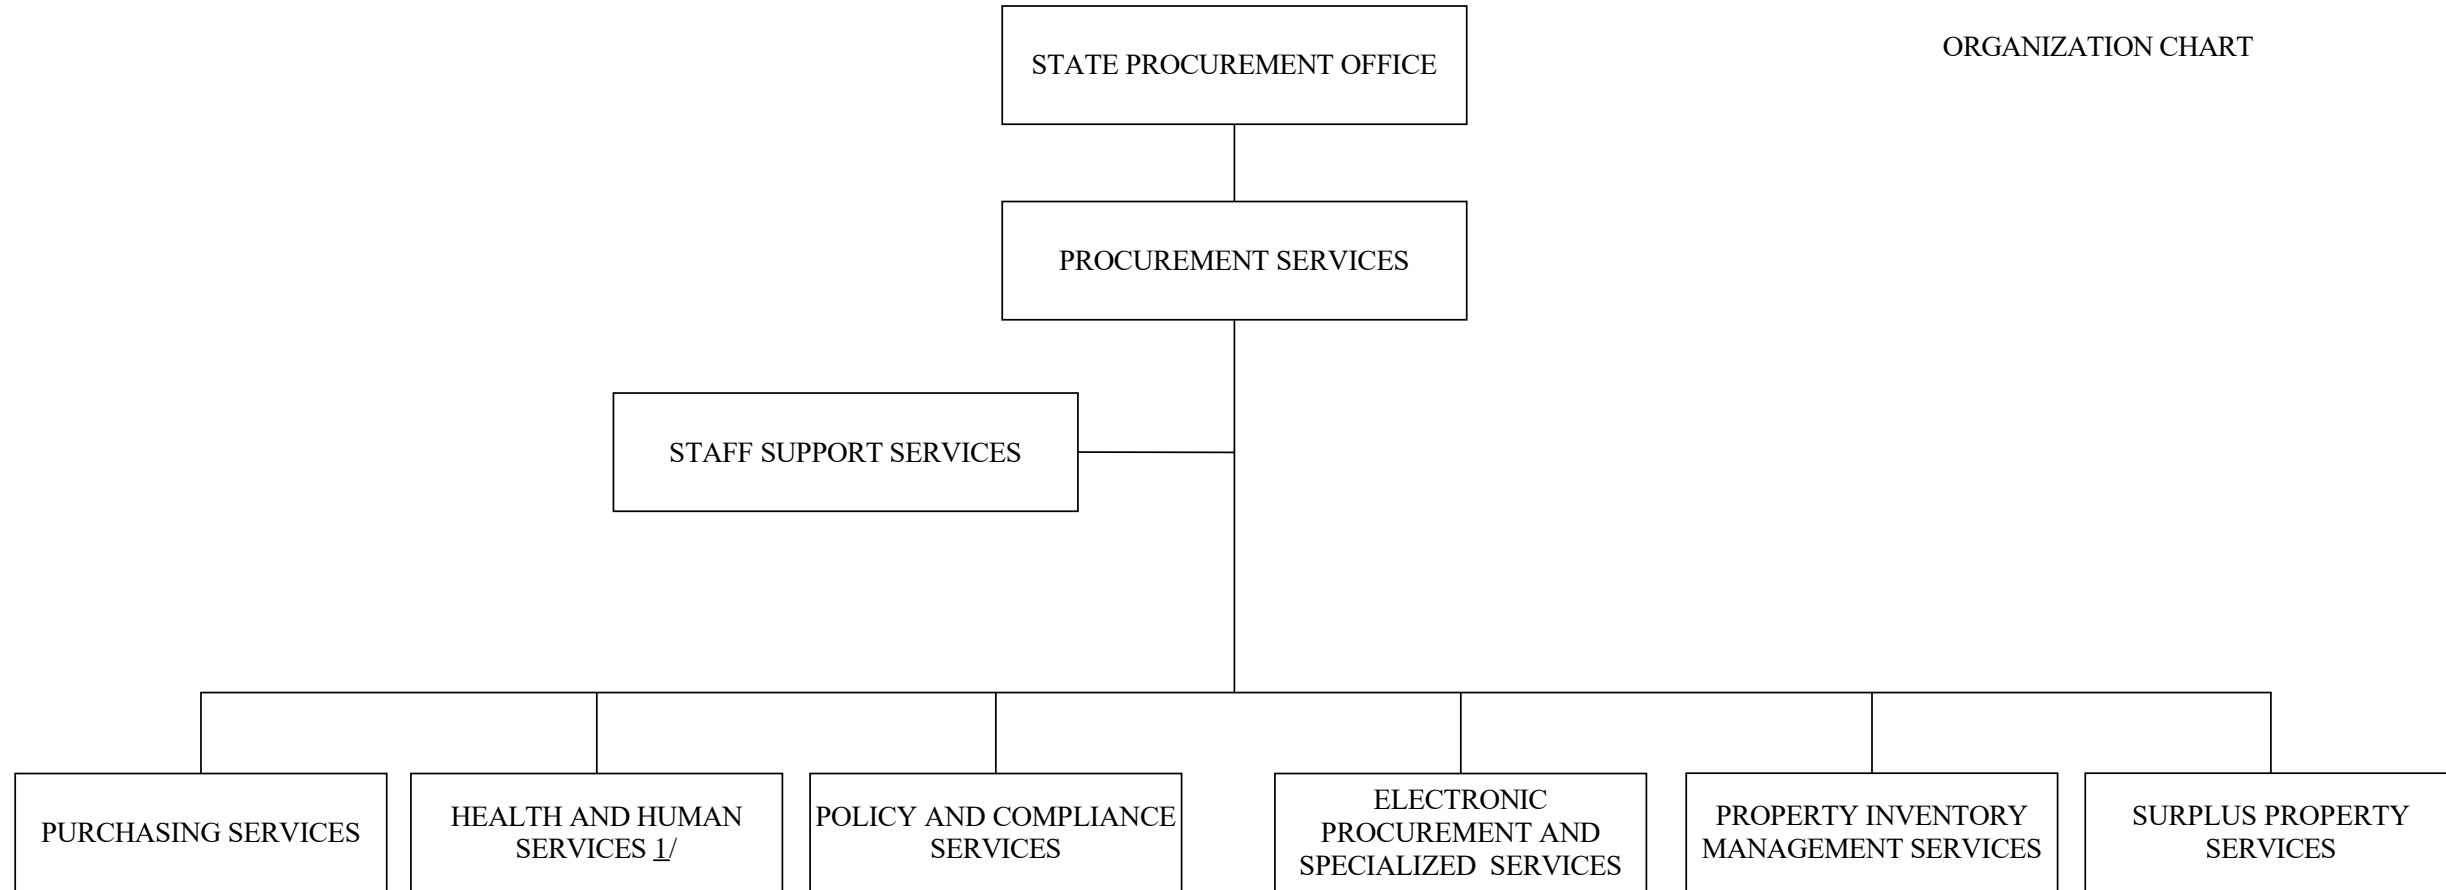 STATE PROCUREMENT OFFICE
ORGANIZATION CHART
PROCUREMENT SERVICES
STAFF SUPPORT SERVICES
PURCHASING SERVICES
HEALTH AND HUMAN
SERVICES 1/
POLICY AND COMPLIANCE
SERVICES
ELECTRONIC
PROCUREMENT AND
SPECIALIZED  SERVICES
PROPERTY INVENTORY
MANAGEMENT SERVICES
SURPLUS PROPERTY
SERVICES